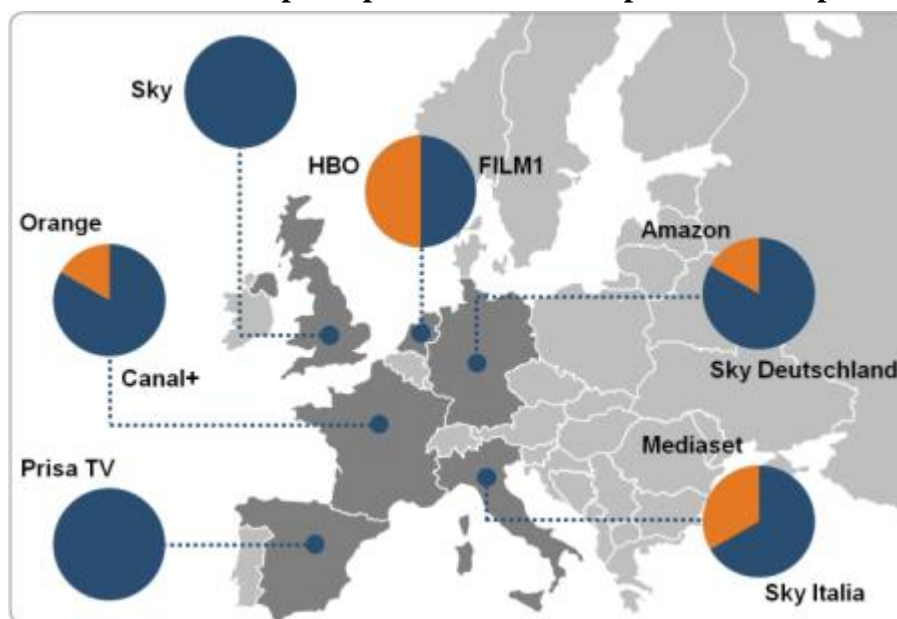 Sky
HBO
FILM1
Orange
Amazon
Canal+
Sky Deutschland
Prisa TV
Mediaset
Sky Italia